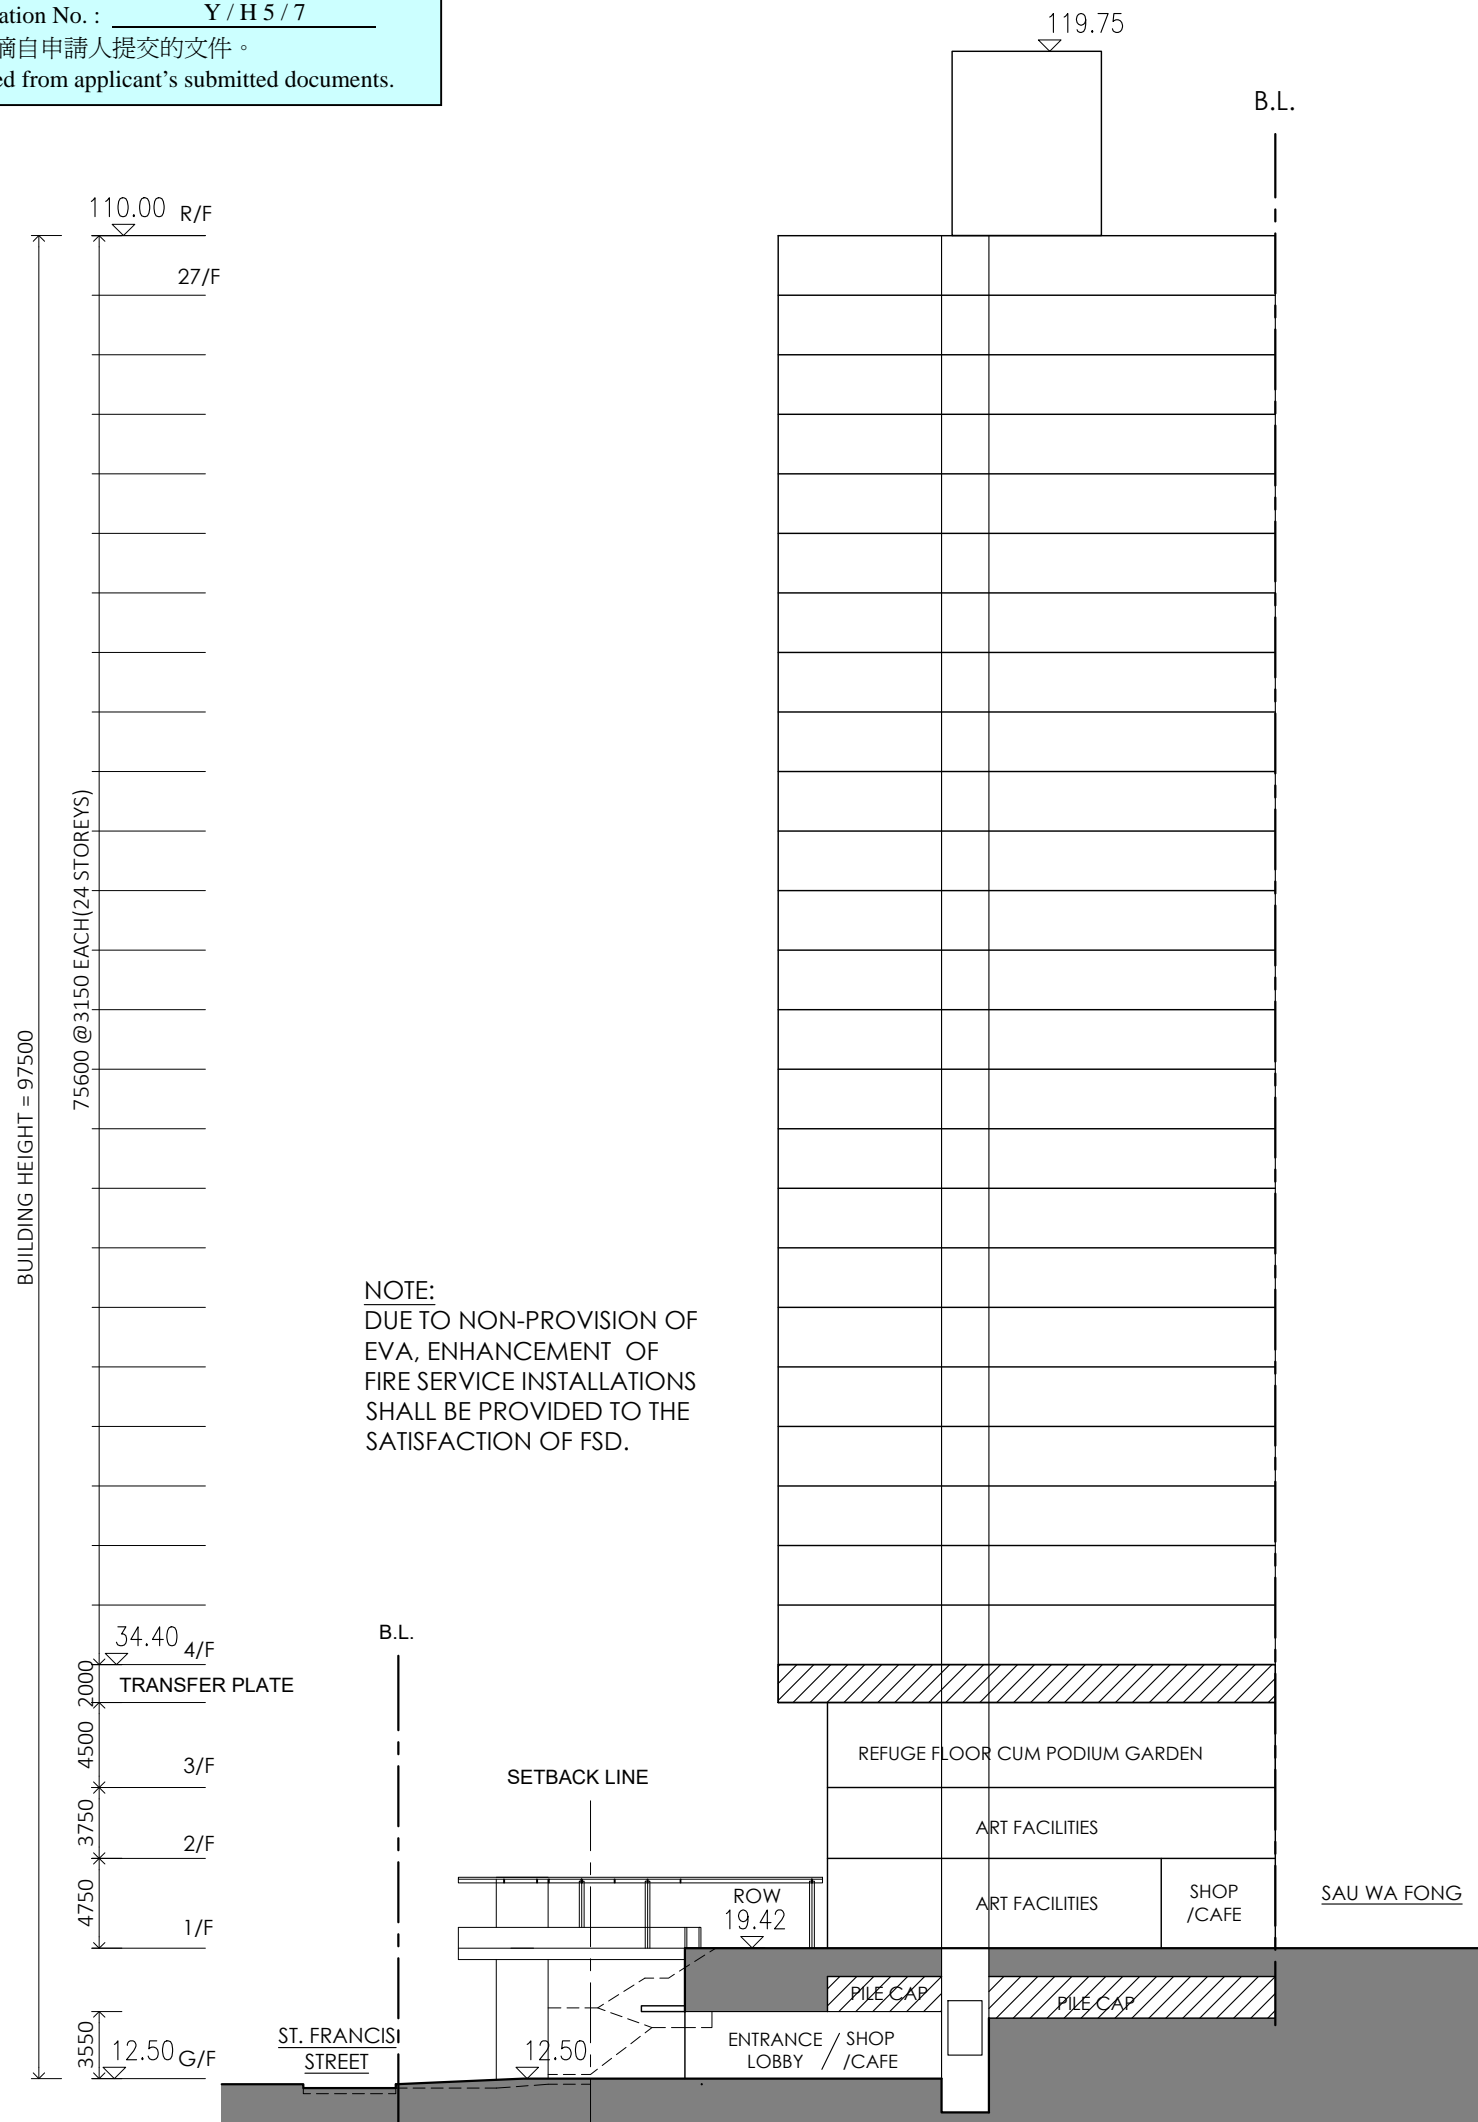 ation No. : Y / H 5 / 7
摘自申請人提交的文件。
ed from applicant’s submitted documents.
119.75
B.L.
110.00 R/F
27/F
75600 @3150 EACH(24 STOREYS)
BUILDING HEIGHT = 97500
NOTE:
DUE TO NON-PROVISION OF
EVA, ENHANCEMENT OF
FIRE SERVICE INSTALLATIONS
SHALL BE PROVIDED TO THE
SATISFACTION OF FSD.
34.40 4/F
B.L.
2000
TRANSFER PLATE
4500
3/F
REFUGE FLOOR CUM PODIUM GARDEN
SETBACK LINE
3750
2/F
ART FACILITIES
4750
1/F
ROW
19.42
ART FACILITIES
SHOP
/CAFE
SAU WA FONG
PILE CAP
PILE CAP
3550
12.50 G/F
ST. FRANCIS
STREET
12.50
ENTRANCE / SHOP
LOBBY / /CAFE